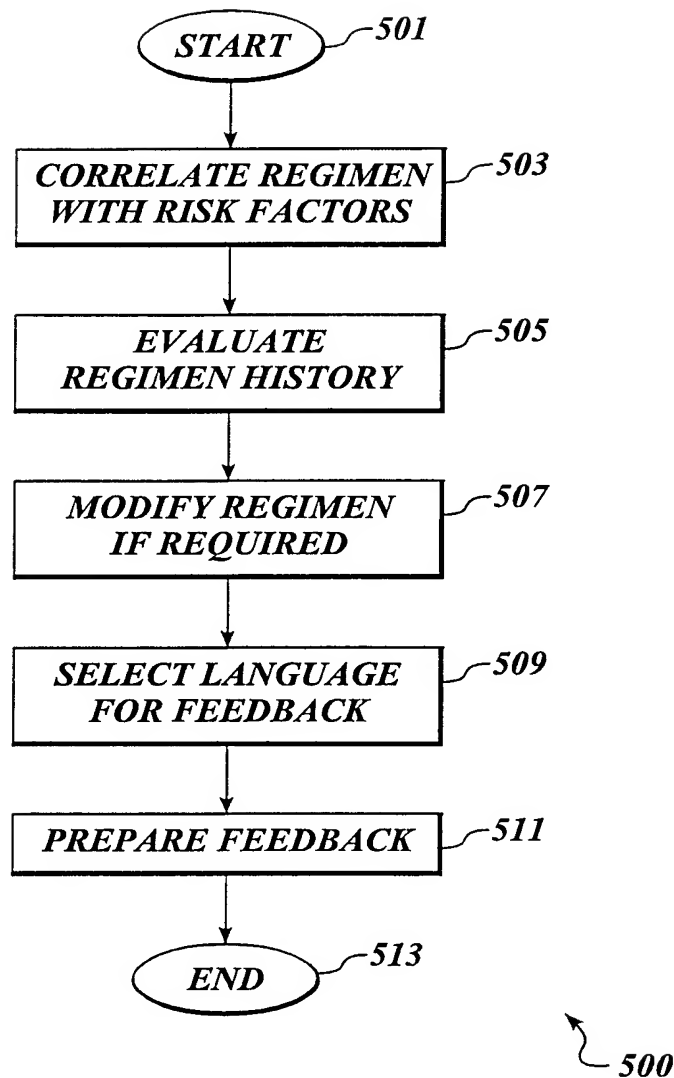 START
501
CORRELATE REGIMEN
WITH RISK FACTORS
503
EVALUATE
REGIMEN HISTORY
505
MODIFY REGIMEN
IF REQUIRED
507
SELECT LANGUAGE
FOR FEEDBACK
509
PREPARE FEEDBACK
511
END
513
500